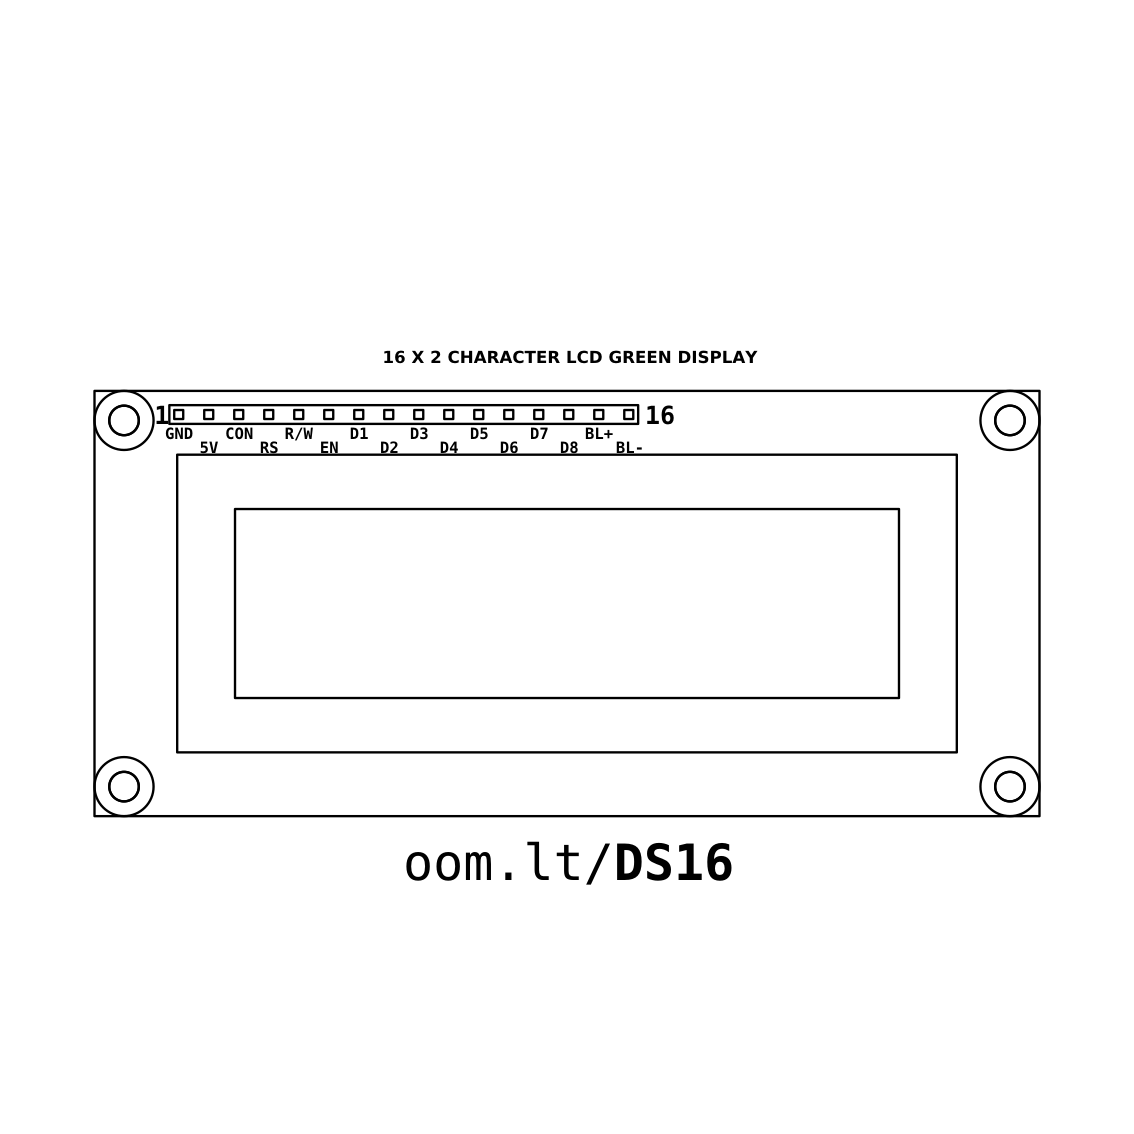 16 X 2 CHARACTER LCD GREEN DISPLAY
1 16
GND CON R/W D1 D3 D5 D7 BL+
5V RS EN D2 D4 D6 D8 BL-
oom.lt/DS16